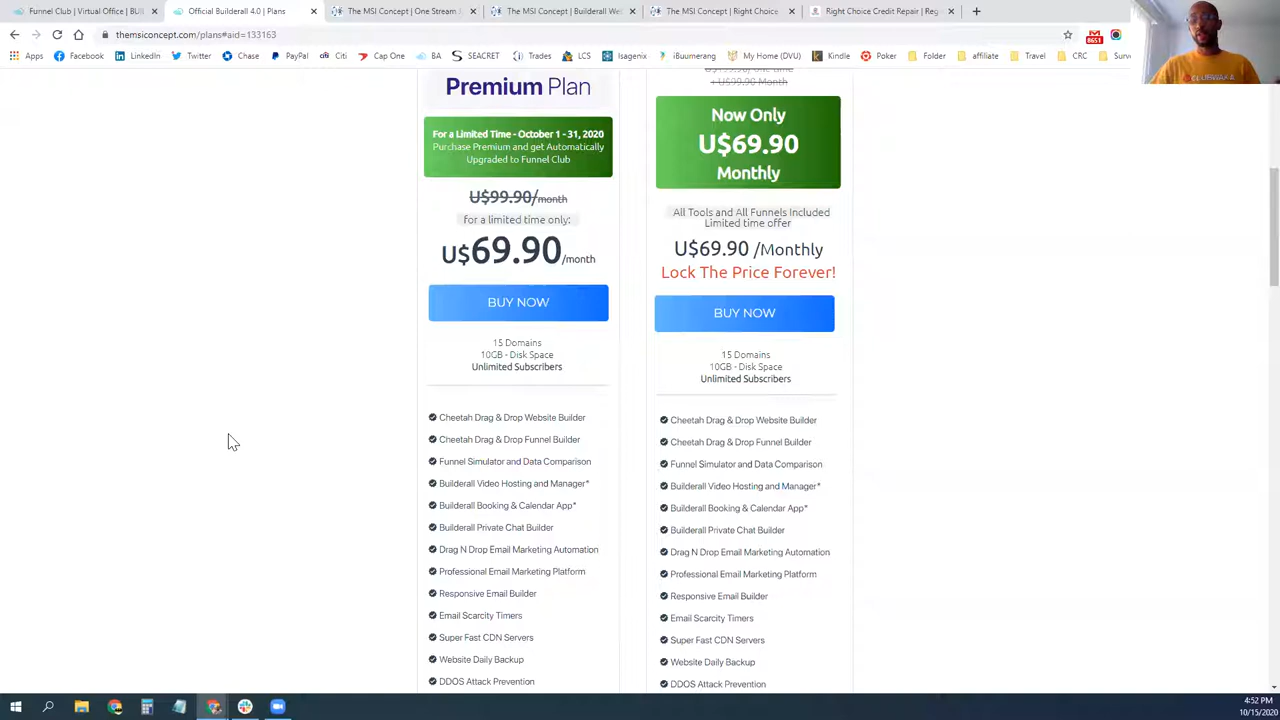 Funnel Club | Virtual Office | BUIL
Official Builderall 4.0 | Plans
The MSI Concept | One Stream
The MSI Concept | Builderall We
The MSI Concept | Right Choice
Right Choice Credit Repair | Re
themsiconcept.com/plans#aid=133163
8651
Apps
Facebook
LinkedIn
Twitter
Chase
PayPal
Citi
CRC One
BA
SEACRET
Trades
LCS
Isagenix
iBuumerang
My Home (DVU)
Kindle
Poker
Folder
affiliate
Travel
CRC
Surv
Premium Plan
For a Limited Time - October 1 - 31, 2020
Purchase Premium and get Automatically
Upgraded to Funnel Club
U$99.90/month
for a limited time only:
U$69.90/month
BUY NOW
15 Domains
10GB - Disk Space
Unlimited Subscribers
Cheetah Drag & Drop Website Builder
Cheetah Drag & Drop Funnel Builder
Funnel Simulator and Data Comparison
Builderall Video Hosting and Manager*
Builderall Booking & Calendar App*
Builderall Private Chat Builder
Drag N Drop Email Marketing Automation
Professional Email Marketing Platform
Responsive Email Builder
Email Scarcity Timers
Super Fast CDN Servers
Website Daily Backup
DDOS Attack Prevention
+ U$99.90 Month
Now Only
U$69.90
Monthly
All Tools and All Funnels Included
Limited time offer
U$69.90 /Monthly
Lock The Price Forever!
BUY NOW
15 Domains
10GB - Disk Space
Unlimited Subscribers
Cheetah Drag & Drop Website Builder
Cheetah Drag & Drop Funnel Builder
Funnel Simulator and Data Comparison
Builderall Video Hosting and Manager*
Builderall Booking & Calendar App*
Builderall Private Chat Builder
Drag N Drop Email Marketing Automation
Professional Email Marketing Platform
Responsive Email Builder
Email Scarcity Timers
Super Fast CDN Servers
Website Daily Backup
DDOS Attack Prevention
4:52 PM
10/15/2020